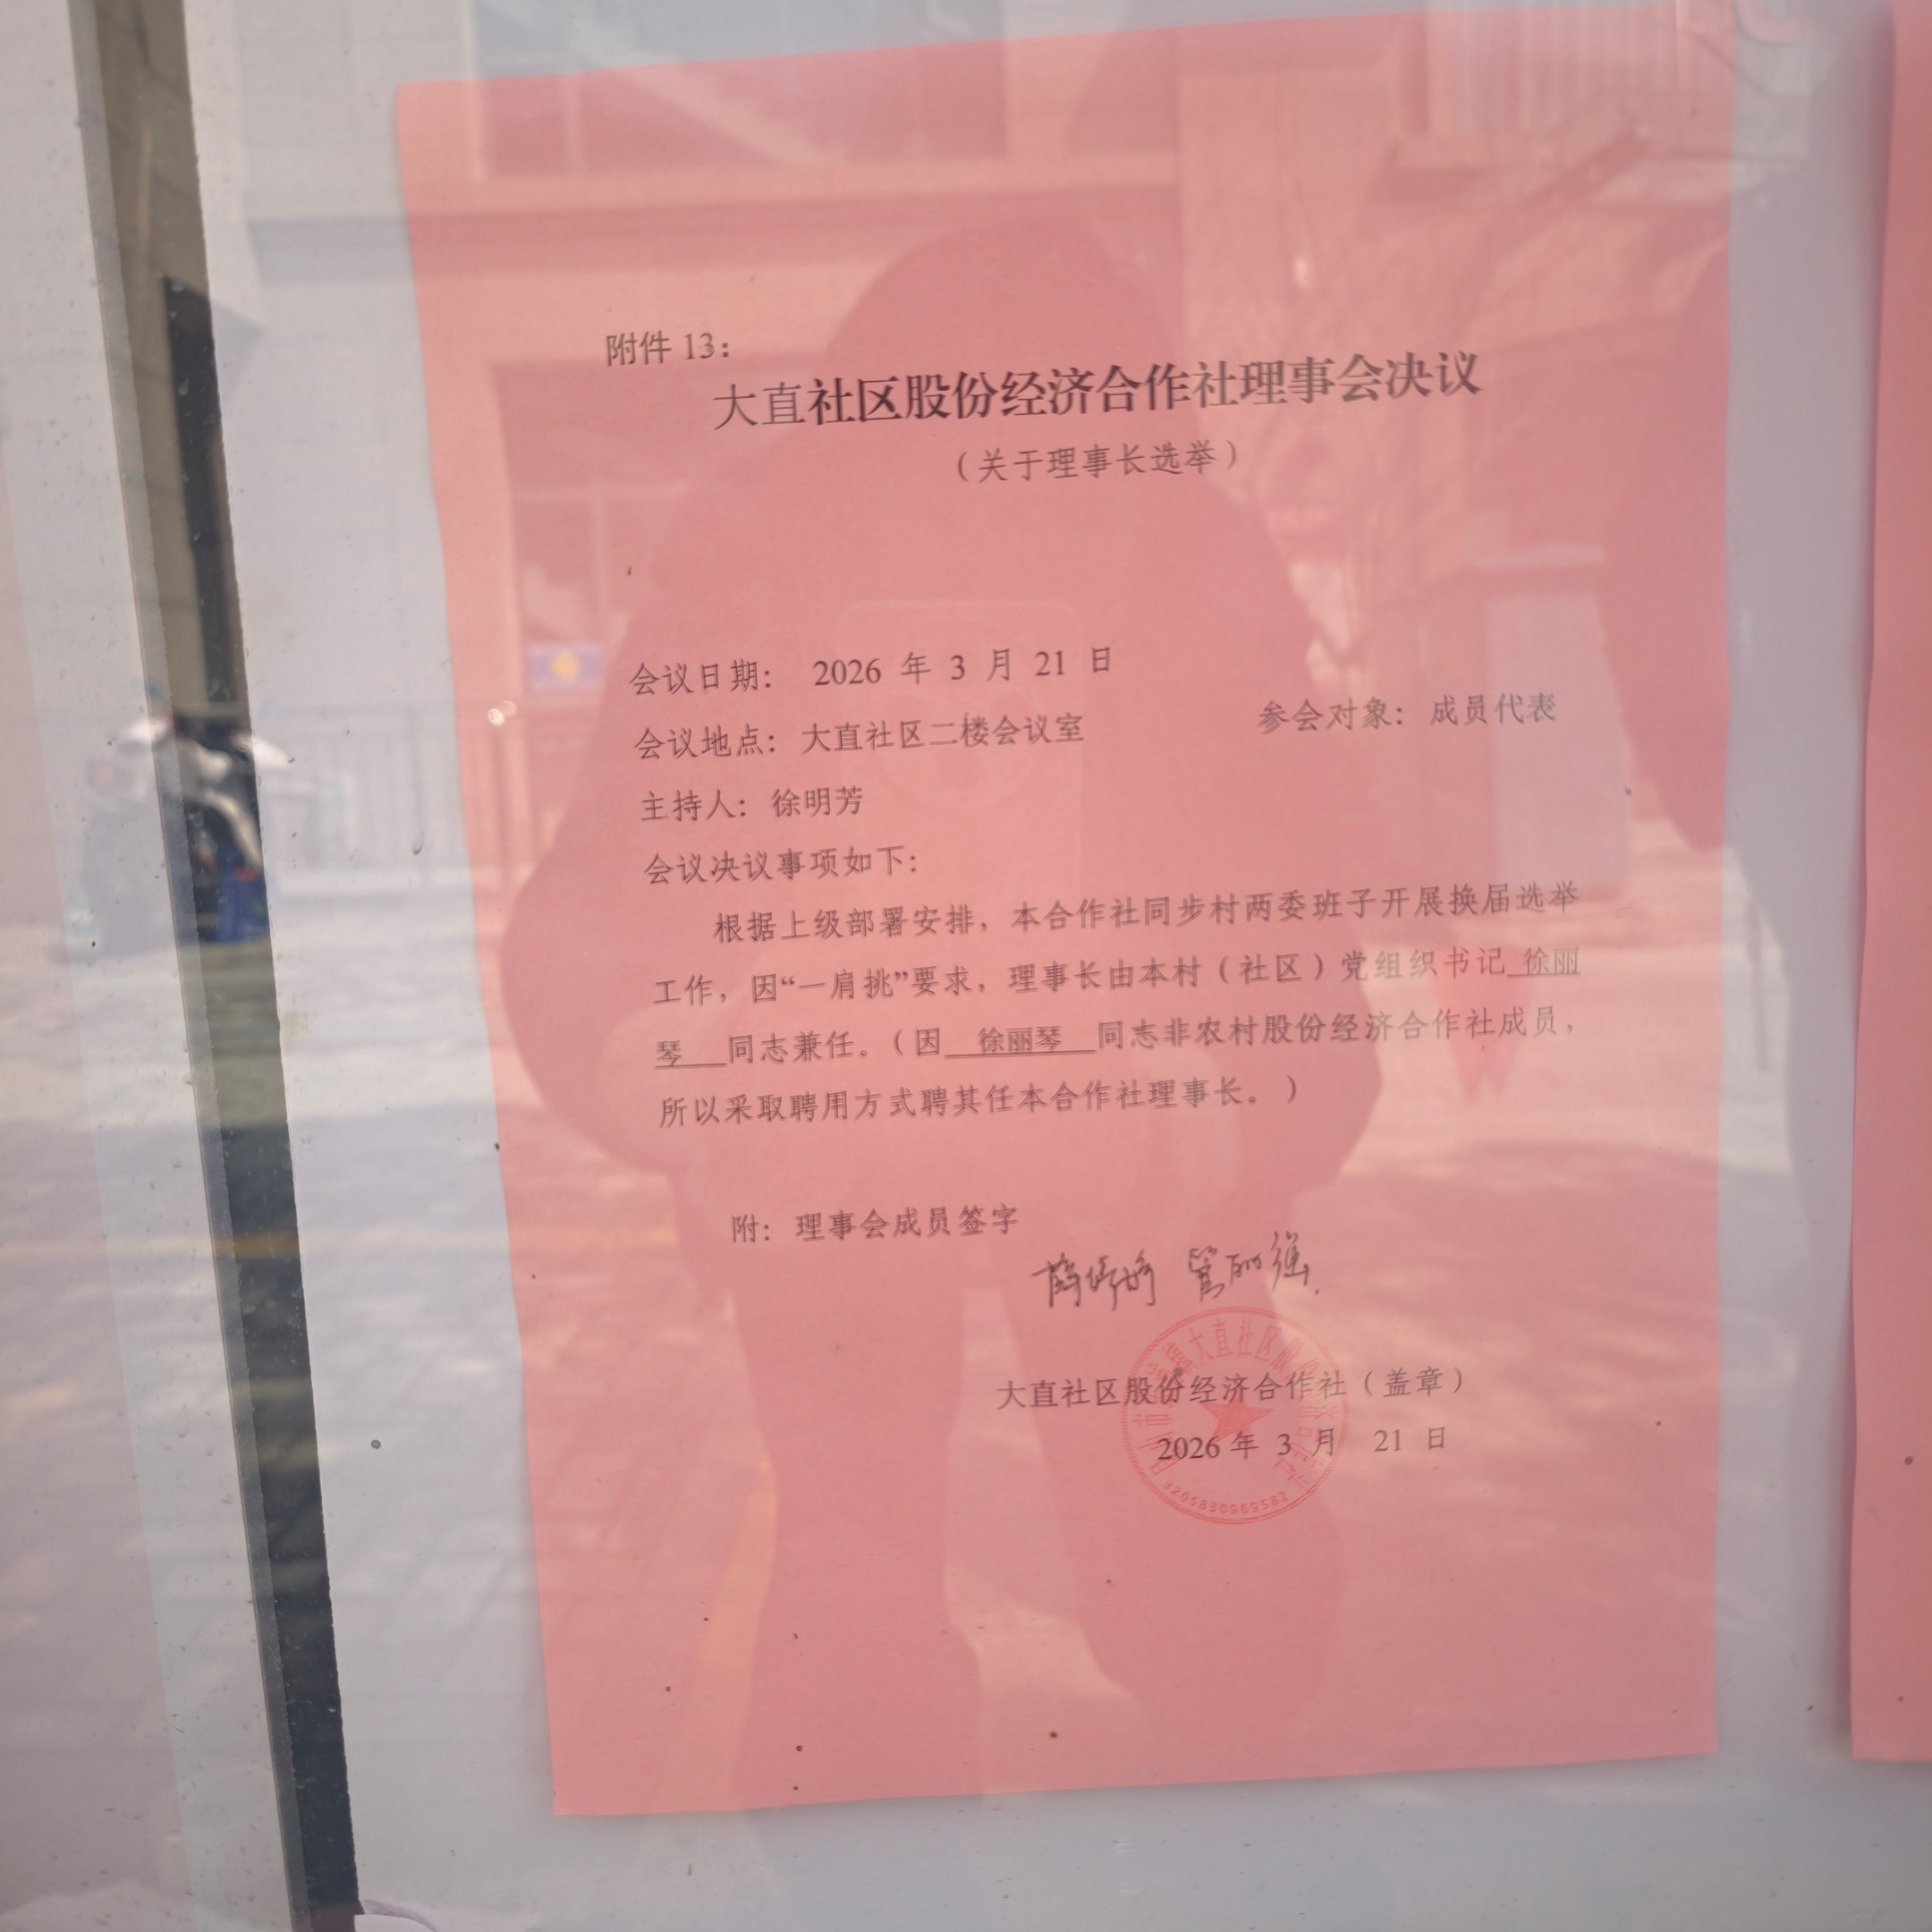 附件 13：
大直社区股份经济合作社理事会决议
（关于理事长选举）
会议日期： 2026 年 3 月 21 日
会议地点：大直社区二楼会议室 参会对象：成员代表
主持人：徐明芳
会议决议事项如下：
根据上级部署安排，本合作社同步村两委班子开展换届选举
工作，因“一肩挑”要求，理事长由本村（社区）党组织书记 徐丽
琴 同志兼任。（因 徐丽琴 同志非农村股份经济合作社成员，
所以采取聘用方式聘其任本合作社理事长。）
附：理事会成员签字
大直社区股份经济合作社（盖章）
2026 年 3 月 21 日
3205830969582